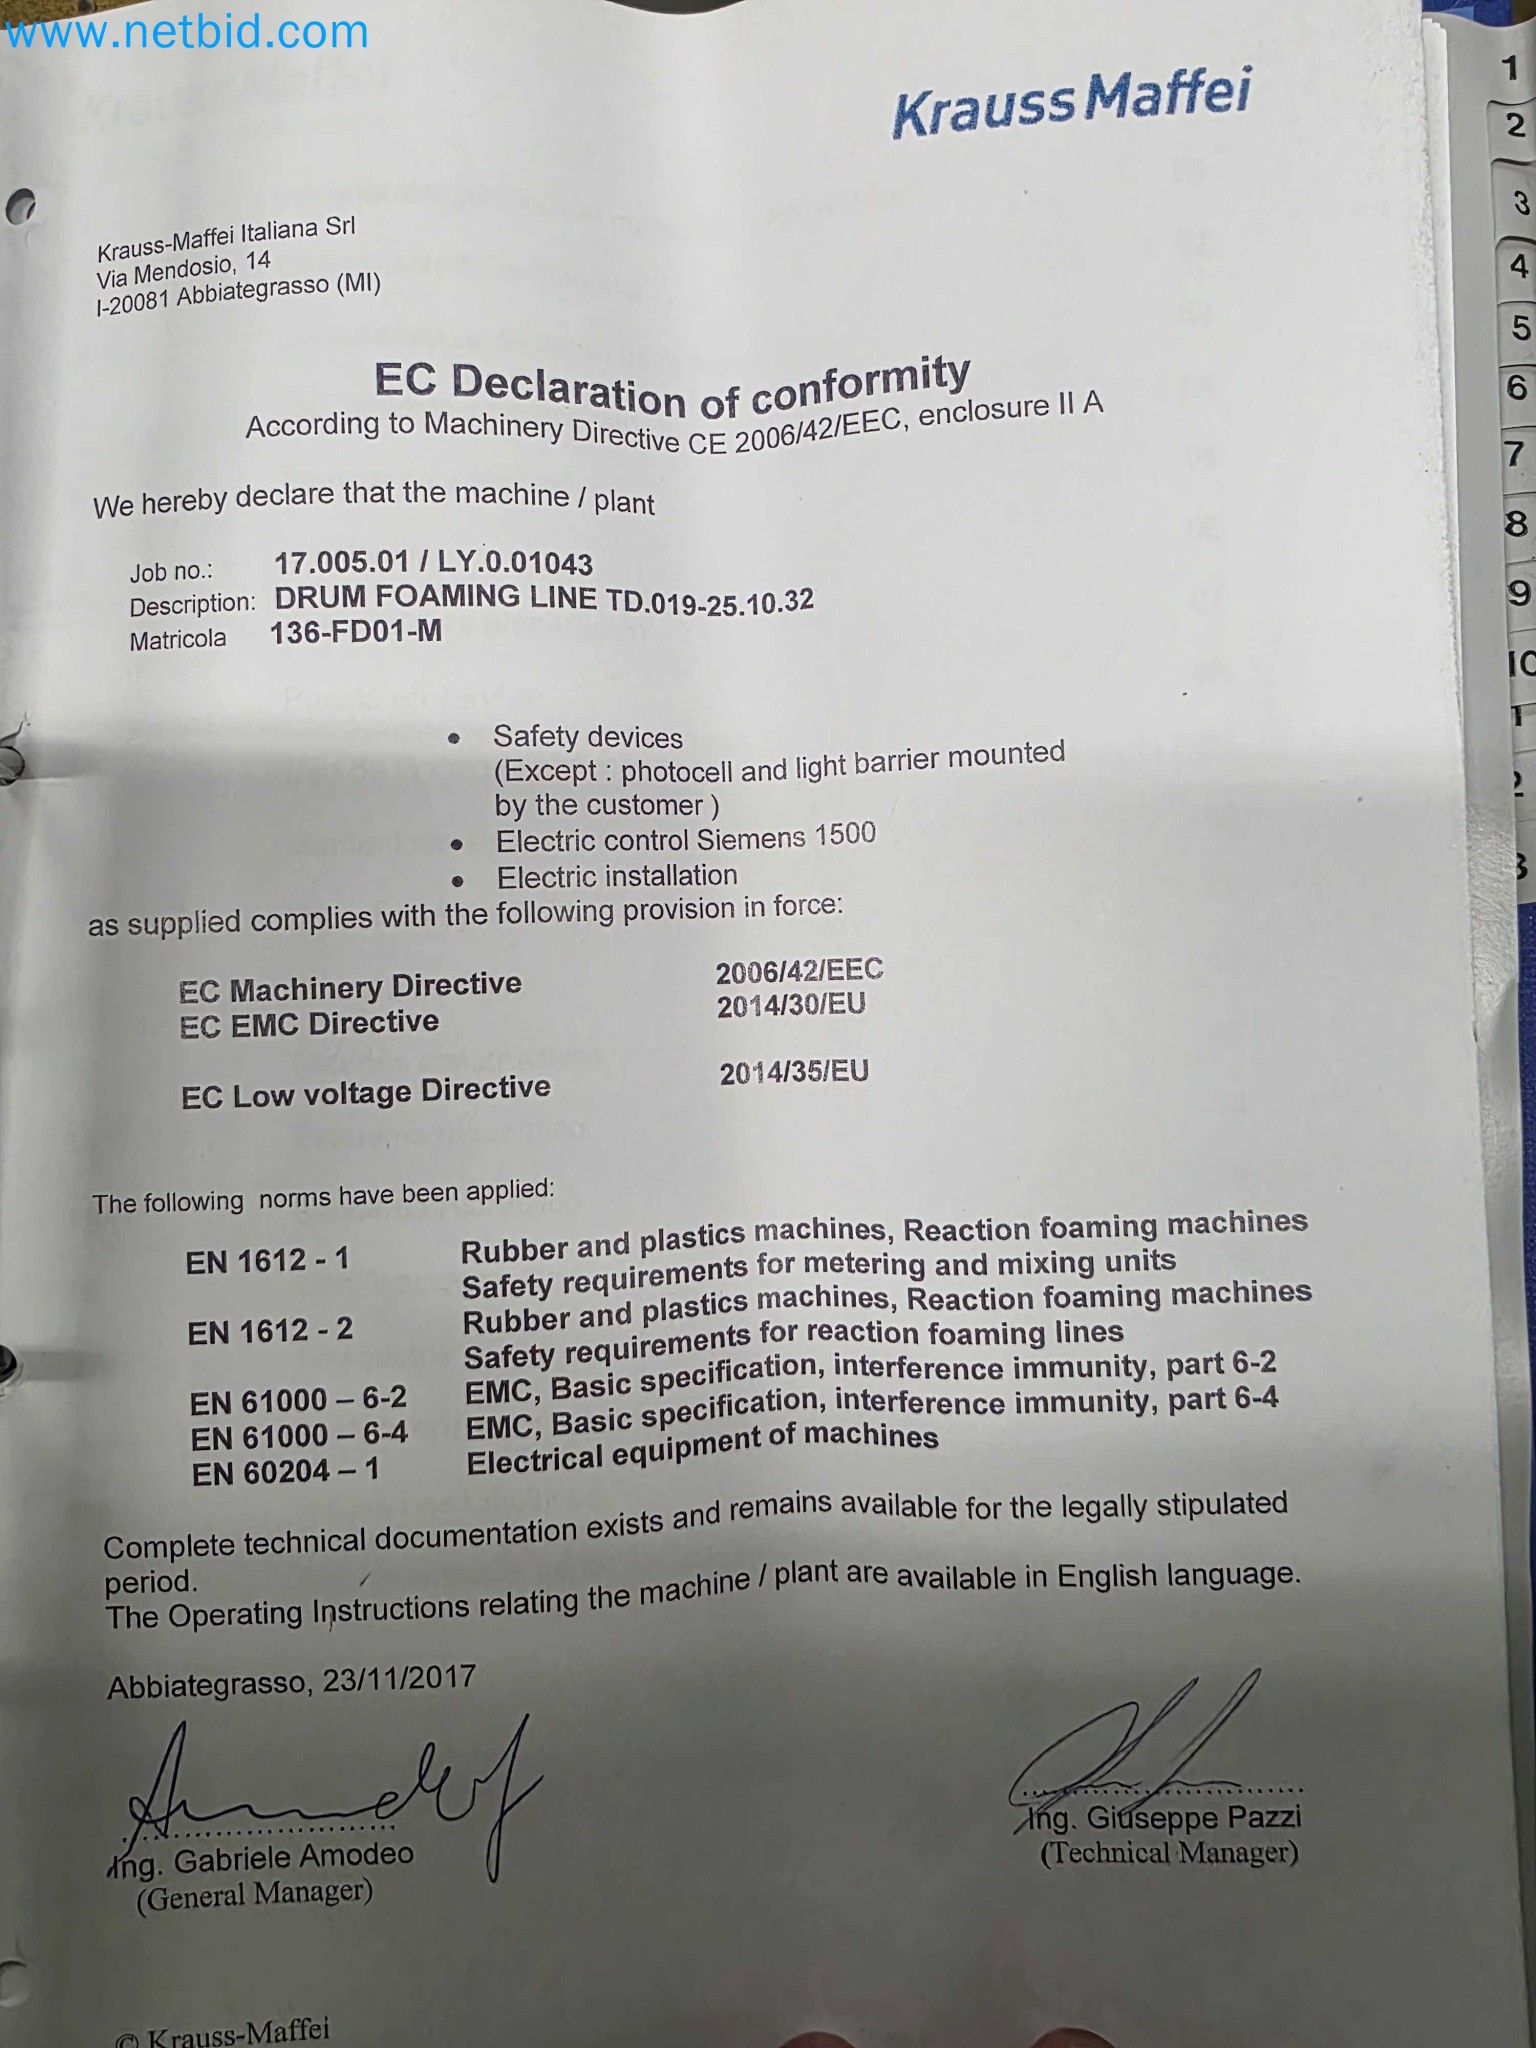 www.netbid.com
Krauss Maffei
Krauss-Maffei Italiana Srl
Via Mendosio, 14
I-20081 Abbiategrasso (MI)
EC Declaration of conformity
According to Machinery Directive CE 2006/42/EEC, enclosure II A
We hereby declare that the machine / plant
Job no.: 17.005.01 / LY.0.01043
Description: DRUM FOAMING LINE TD.019-25.10.32
Matricola 136-FD01-M
• Safety devices
(Except : photocell and light barrier mounted
by the customer )
• Electric control Siemens 1500
• Electric installation
as supplied complies with the following provision in force:
EC Machinery Directive 2006/42/EEC
EC EMC Directive 2014/30/EU
EC Low voltage Directive 2014/35/EU
The following norms have been applied:
EN 1612 - 1 Rubber and plastics machines, Reaction foaming machines
Safety requirements for metering and mixing units
EN 1612 - 2 Rubber and plastics machines, Reaction foaming machines
Safety requirements for reaction foaming lines
EN 61000 – 6-2 EMC, Basic specification, interference immunity, part 6-2
EN 61000 – 6-4 EMC, Basic specification, interference immunity, part 6-4
EN 60204 – 1 Electrical equipment of machines
Complete technical documentation exists and remains available for the legally stipulated
period.
The Operating Instructions relating the machine / plant are available in English language.
Abbiategrasso, 23/11/2017
Ing. Gabriele Amodeo
(General Manager)
Ing. Giuseppe Pazzi
(Technical Manager)
© Krauss-Maffei
1
2
3
4
5
6
7
8
9
10